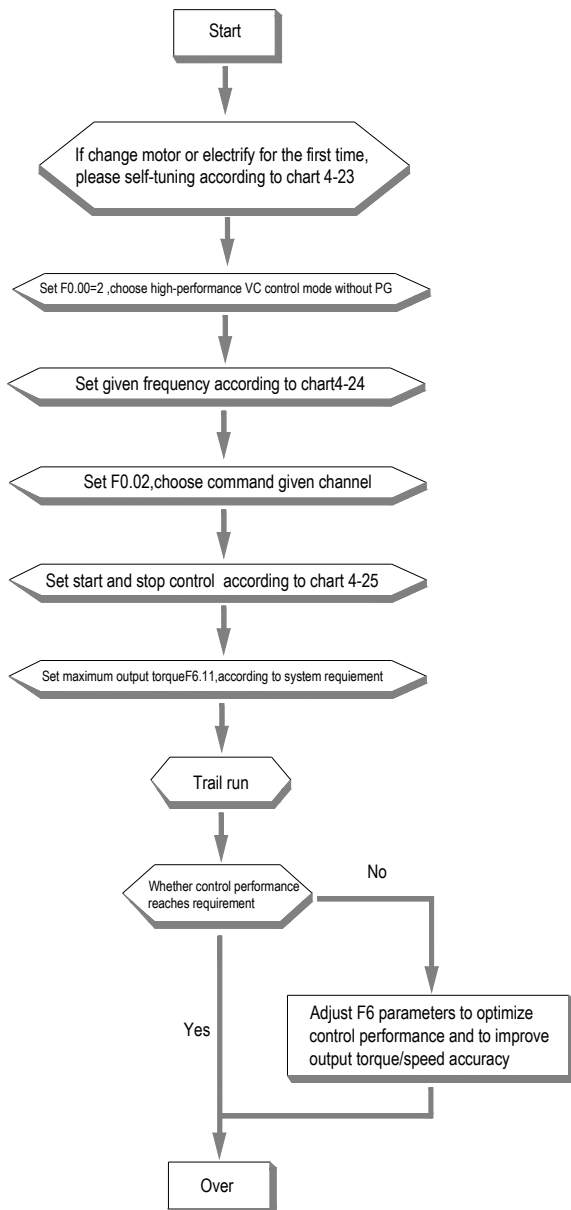 Start
If change motor or electrify for the first time,
please self-tuning according to chart 4-23
Set F0.00=2 ,choose high-performance VC control mode without PG
Set given frequency according to chart4-24
Set F0.02,choose command given channel
Set start and stop control according to chart 4-25
Set maximum output torqueF6.11,according to system requiement
Trail run
Whether control performance
reaches requirement
No
Adjust F6 parameters to optimize
control performance and to improve
output torque/speed accuracy
Yes
Over